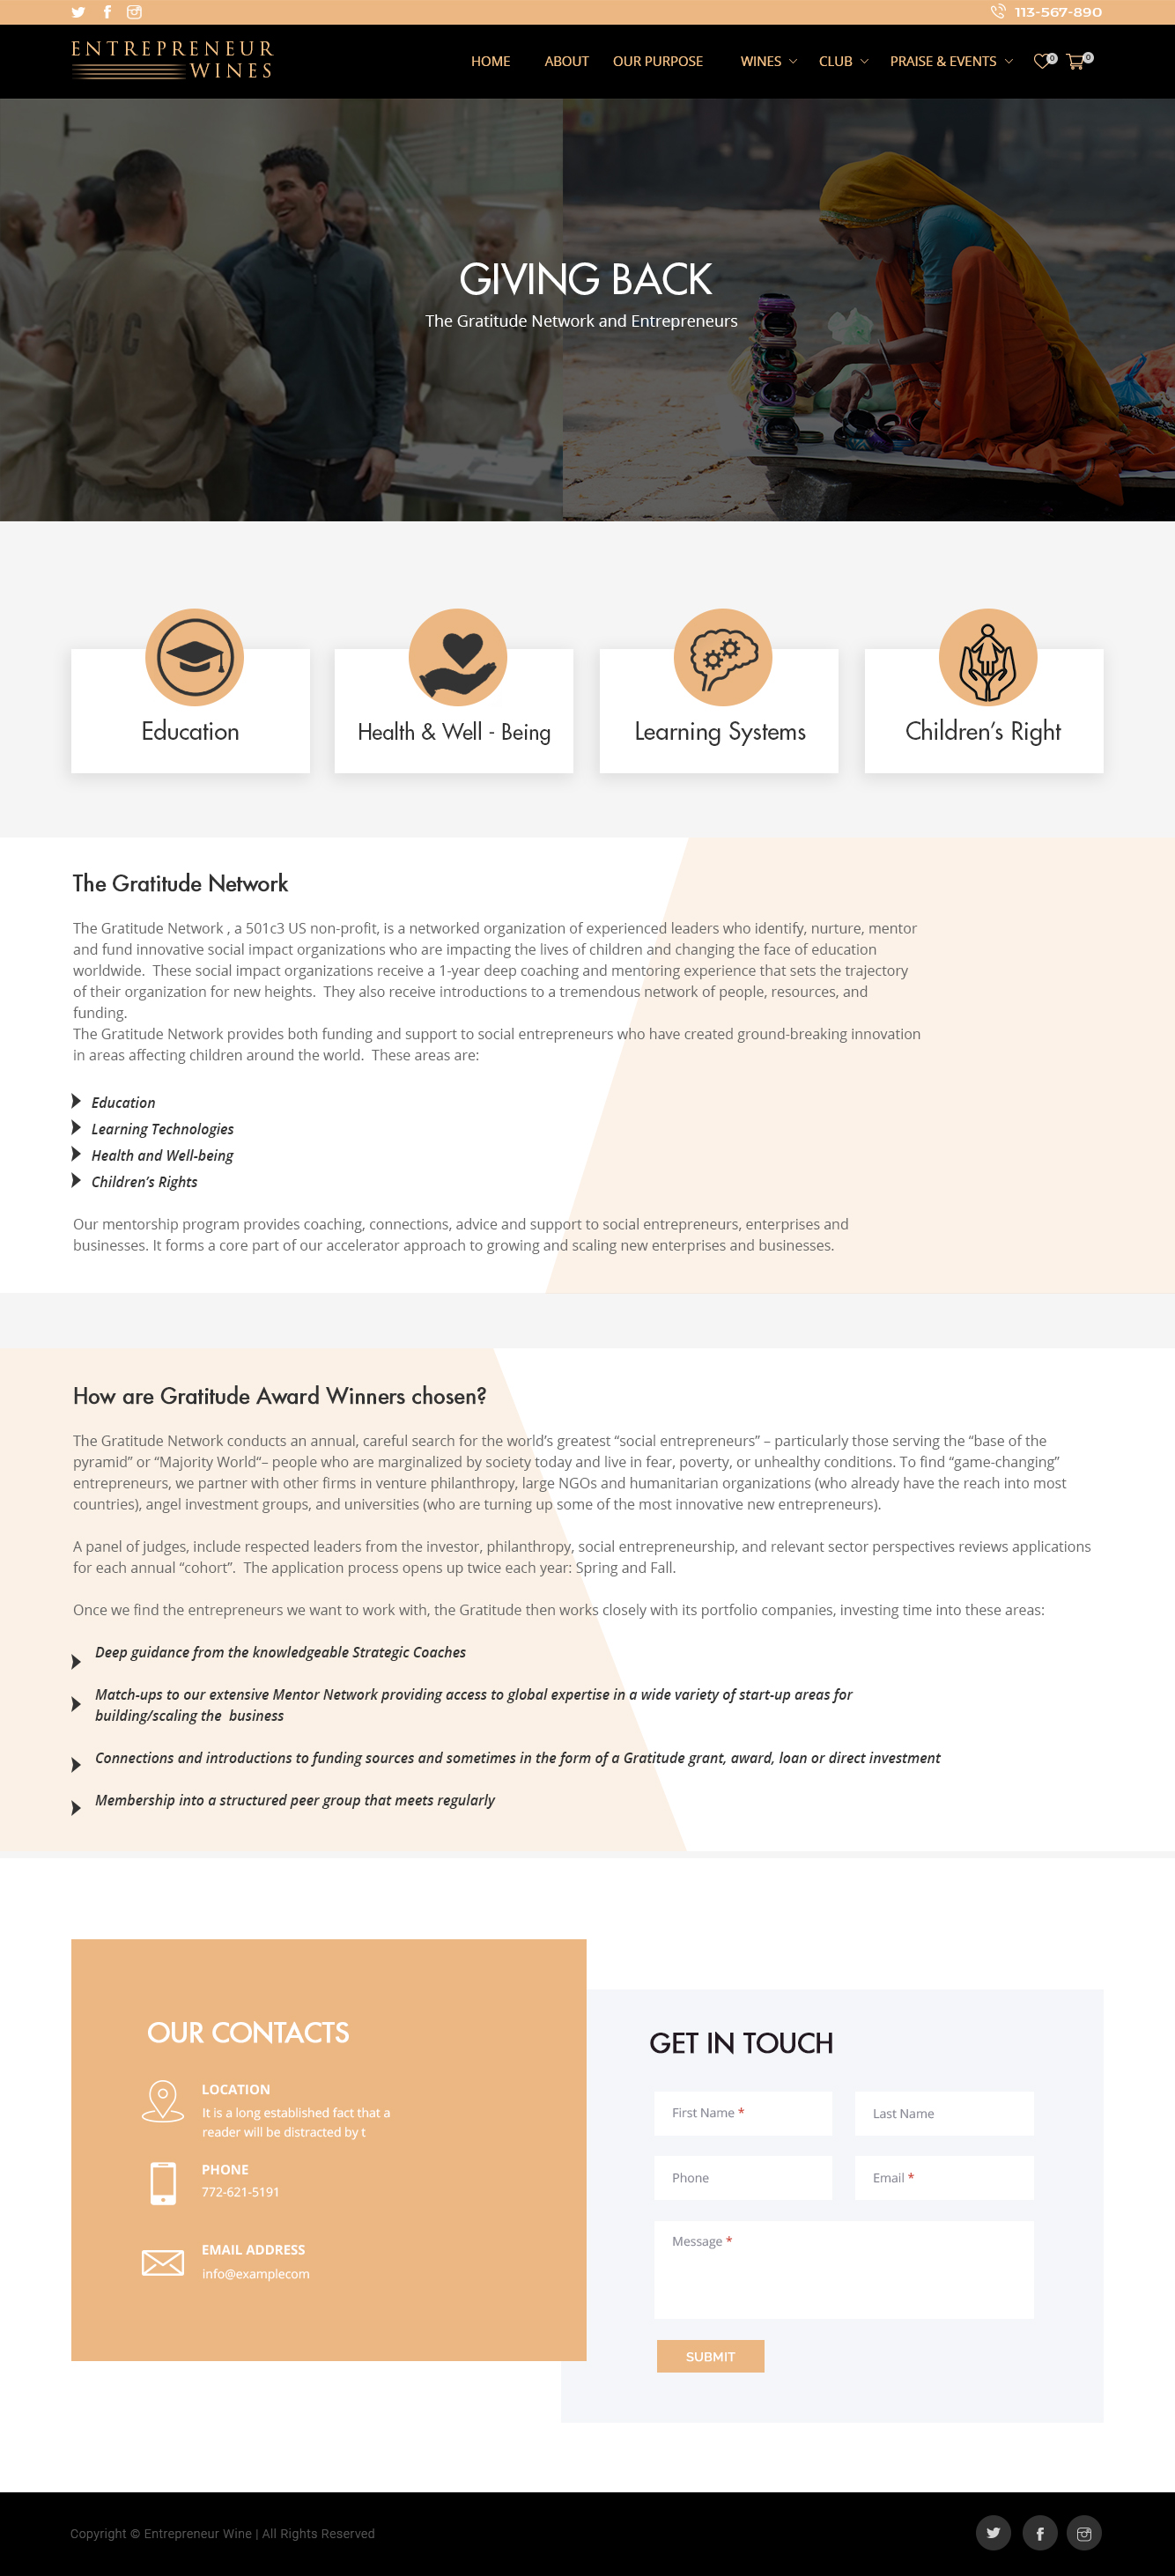 113-567-890
ENTREPRENEUR
WINES
HOME ABOUT OUR PURPOSE WINES CLUB PRAISE & EVENTS 0 0
GIVING BACK
The Gratitude Network and Entrepreneurs
Education
Health & Well - Being
Learning Systems
Children's Right
The Gratitude Network
The Gratitude Network , a 501c3 US non-profit, is a networked organization of experienced leaders who identify, nurture, mentor
and fund innovative social impact organizations who are impacting the lives of children and changing the face of education
worldwide.  These social impact organizations receive a 1-year deep coaching and mentoring experience that sets the trajectory
of their organization for new heights.  They also receive introductions to a tremendous network of people, resources, and
funding.
The Gratitude Network provides both funding and support to social entrepreneurs who have created ground-breaking innovation
in areas affecting children around the world.  These areas are:
Education
Learning Technologies
Health and Well-being
Children's Rights
Our mentorship program provides coaching, connections, advice and support to social entrepreneurs, enterprises and
businesses. It forms a core part of our accelerator approach to growing and scaling new enterprises and businesses.
How are Gratitude Award Winners chosen?
The Gratitude Network conducts an annual, careful search for the world's greatest “social entrepreneurs” – particularly those serving the “base of the
pyramid” or “Majority World“– people who are marginalized by society today and live in fear, poverty, or unhealthy conditions. To find “game-changing”
entrepreneurs, we partner with other firms in venture philanthropy, large NGOs and humanitarian organizations (who already have the reach into most
countries), angel investment groups, and universities (who are turning up some of the most innovative new entrepreneurs).
A panel of judges, include respected leaders from the investor, philanthropy, social entrepreneurship, and relevant sector perspectives reviews applications
for each annual “cohort”.  The application process opens up twice each year: Spring and Fall.
Once we find the entrepreneurs we want to work with, the Gratitude then works closely with its portfolio companies, investing time into these areas:
Deep guidance from the knowledgeable Strategic Coaches
Match-ups to our extensive Mentor Network providing access to global expertise in a wide variety of start-up areas for
building/scaling the  business
Connections and introductions to funding sources and sometimes in the form of a Gratitude grant, award, loan or direct investment
Membership into a structured peer group that meets regularly
OUR CONTACTS
LOCATION
It is a long established fact that a
reader will be distracted by t
PHONE
772-621-5191
EMAIL ADDRESS
info@examplecom
GET IN TOUCH
First Name * Last Name
Phone Email *
Message *
SUBMIT
Copyright © Entrepreneur Wine | All Rights Reserved